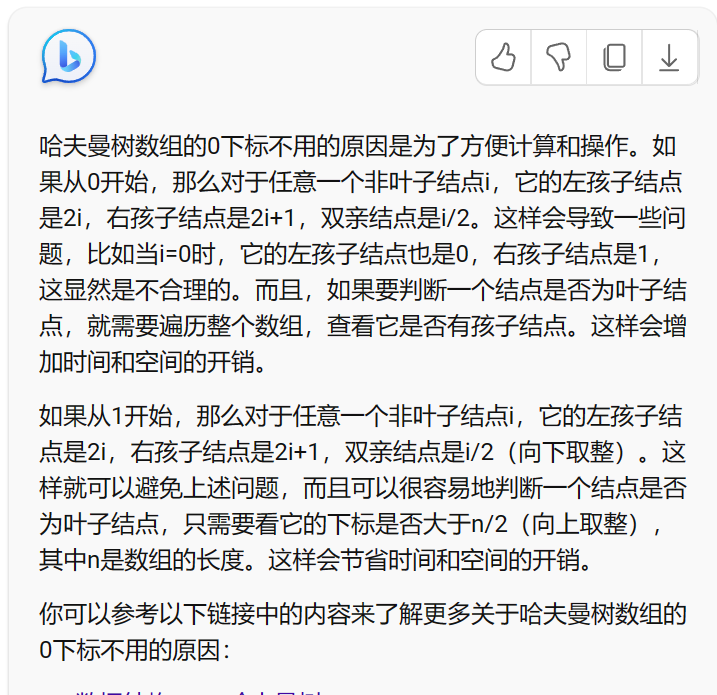 哈夫曼树数组的0下标不用的原因是为了方便计算和操作。如
果从0开始，那么对于任意一个非叶子结点i，它的左孩子结点
是2i，右孩子结点是2i+1，双亲结点是i/2。这样会导致一些问
题，比如当i=0时，它的左孩子结点也是0，右孩子结点是1，
这显然是不合理的。而且，如果要判断一个结点是否为叶子结
点，就需要遍历整个数组，查看它是否有孩子结点。这样会增
加时间和空间的开销。
如果从1开始，那么对于任意一个非叶子结点i，它的左孩子结
点是2i，右孩子结点是2i+1，双亲结点是i/2（向下取整）。这
样就可以避免上述问题，而且可以很容易地判断一个结点是否
为叶子结点，只需要看它的下标是否大于n/2（向上取整），
其中n是数组的长度。这样会节省时间和空间的开销。
你可以参考以下链接中的内容来了解更多关于哈夫曼树数组的
0下标不用的原因：